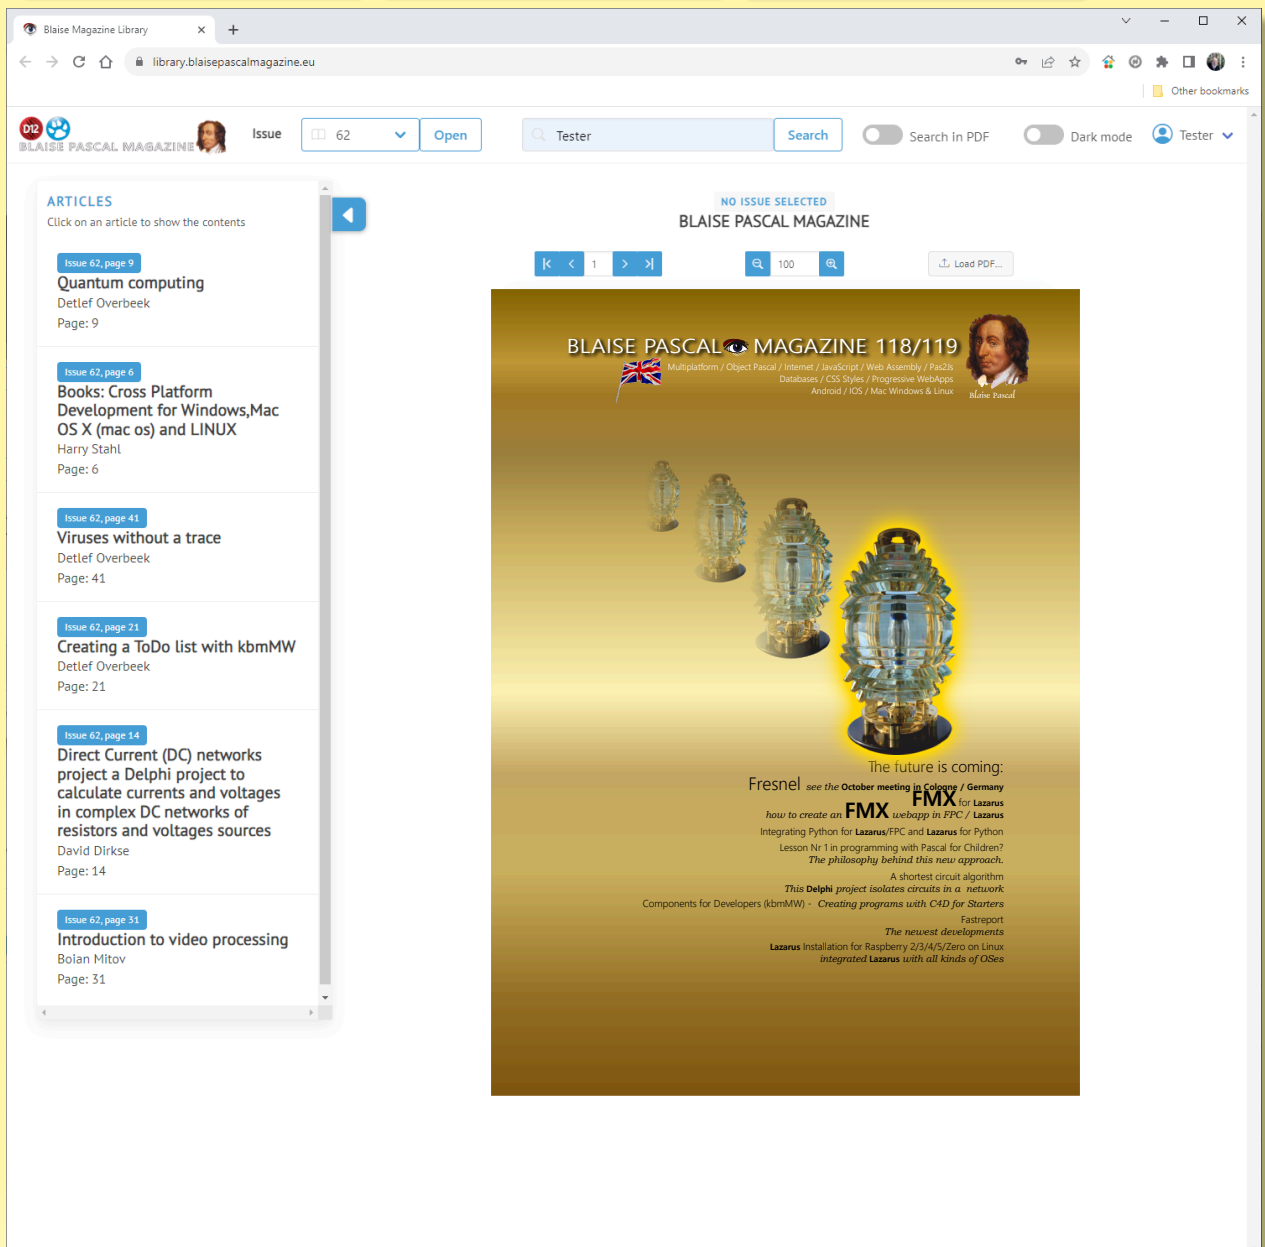 Blaise Magazine Library
library.blaisepascalmagazine.eu
Other bookmarks
D12
BLAISE PASCAL MAGAZINE
Issue
62
Open
Tester
Search
Search in PDF
Dark mode
Tester
ARTICLES
Click on an article to show the contents
Issue 62, page 9
Quantum computing
Detlef Overbeek
Page: 9
Issue 62, page 6
Books: Cross Platform
Development for Windows,Mac
OS X (mac os) and LINUX
Harry Stahl
Page: 6
Issue 62, page 41
Viruses without a trace
Detlef Overbeek
Page: 41
Issue 62, page 21
Creating a ToDo list with kbmMW
Detlef Overbeek
Page: 21
Issue 62, page 14
Direct Current (DC) networks
project a Delphi project to
calculate currents and voltages
in complex DC networks of
resistors and voltages sources
David Dirkse
Page: 14
Issue 62, page 31
Introduction to video processing
Boian Mitov
Page: 31
NO ISSUE SELECTED
BLAISE PASCAL MAGAZINE
1
100
Load PDF...
BLAISE PASCAL MAGAZINE 118/119
Multiplatform / Object Pascal / Internet / JavaScript / Web Assembly / Pas2Js
Databases / CSS Styles / Progressive WebApps
Android / IOS / Mac Windows & Linux
Blaise Pascal
The future is coming:
Fresnel see the October meeting in Cologne / Germany
FMX for Lazarus
how to create an FMX webapp in FPC / Lazarus
Integrating Python for Lazarus/FPC and Lazarus for Python
Lesson Nr 1 in programming with Pascal for Children?
The philosophy behind this new approach.
A shortest circuit algorithm
This Delphi project isolates circuits in a network
Components for Developers (kbmMW) - Creating programs with C4D for Starters
Fastreport
The newest developments
Lazarus Installation for Raspberry 2/3/4/5/Zero on Linux
integrated Lazarus with all kinds of OSes